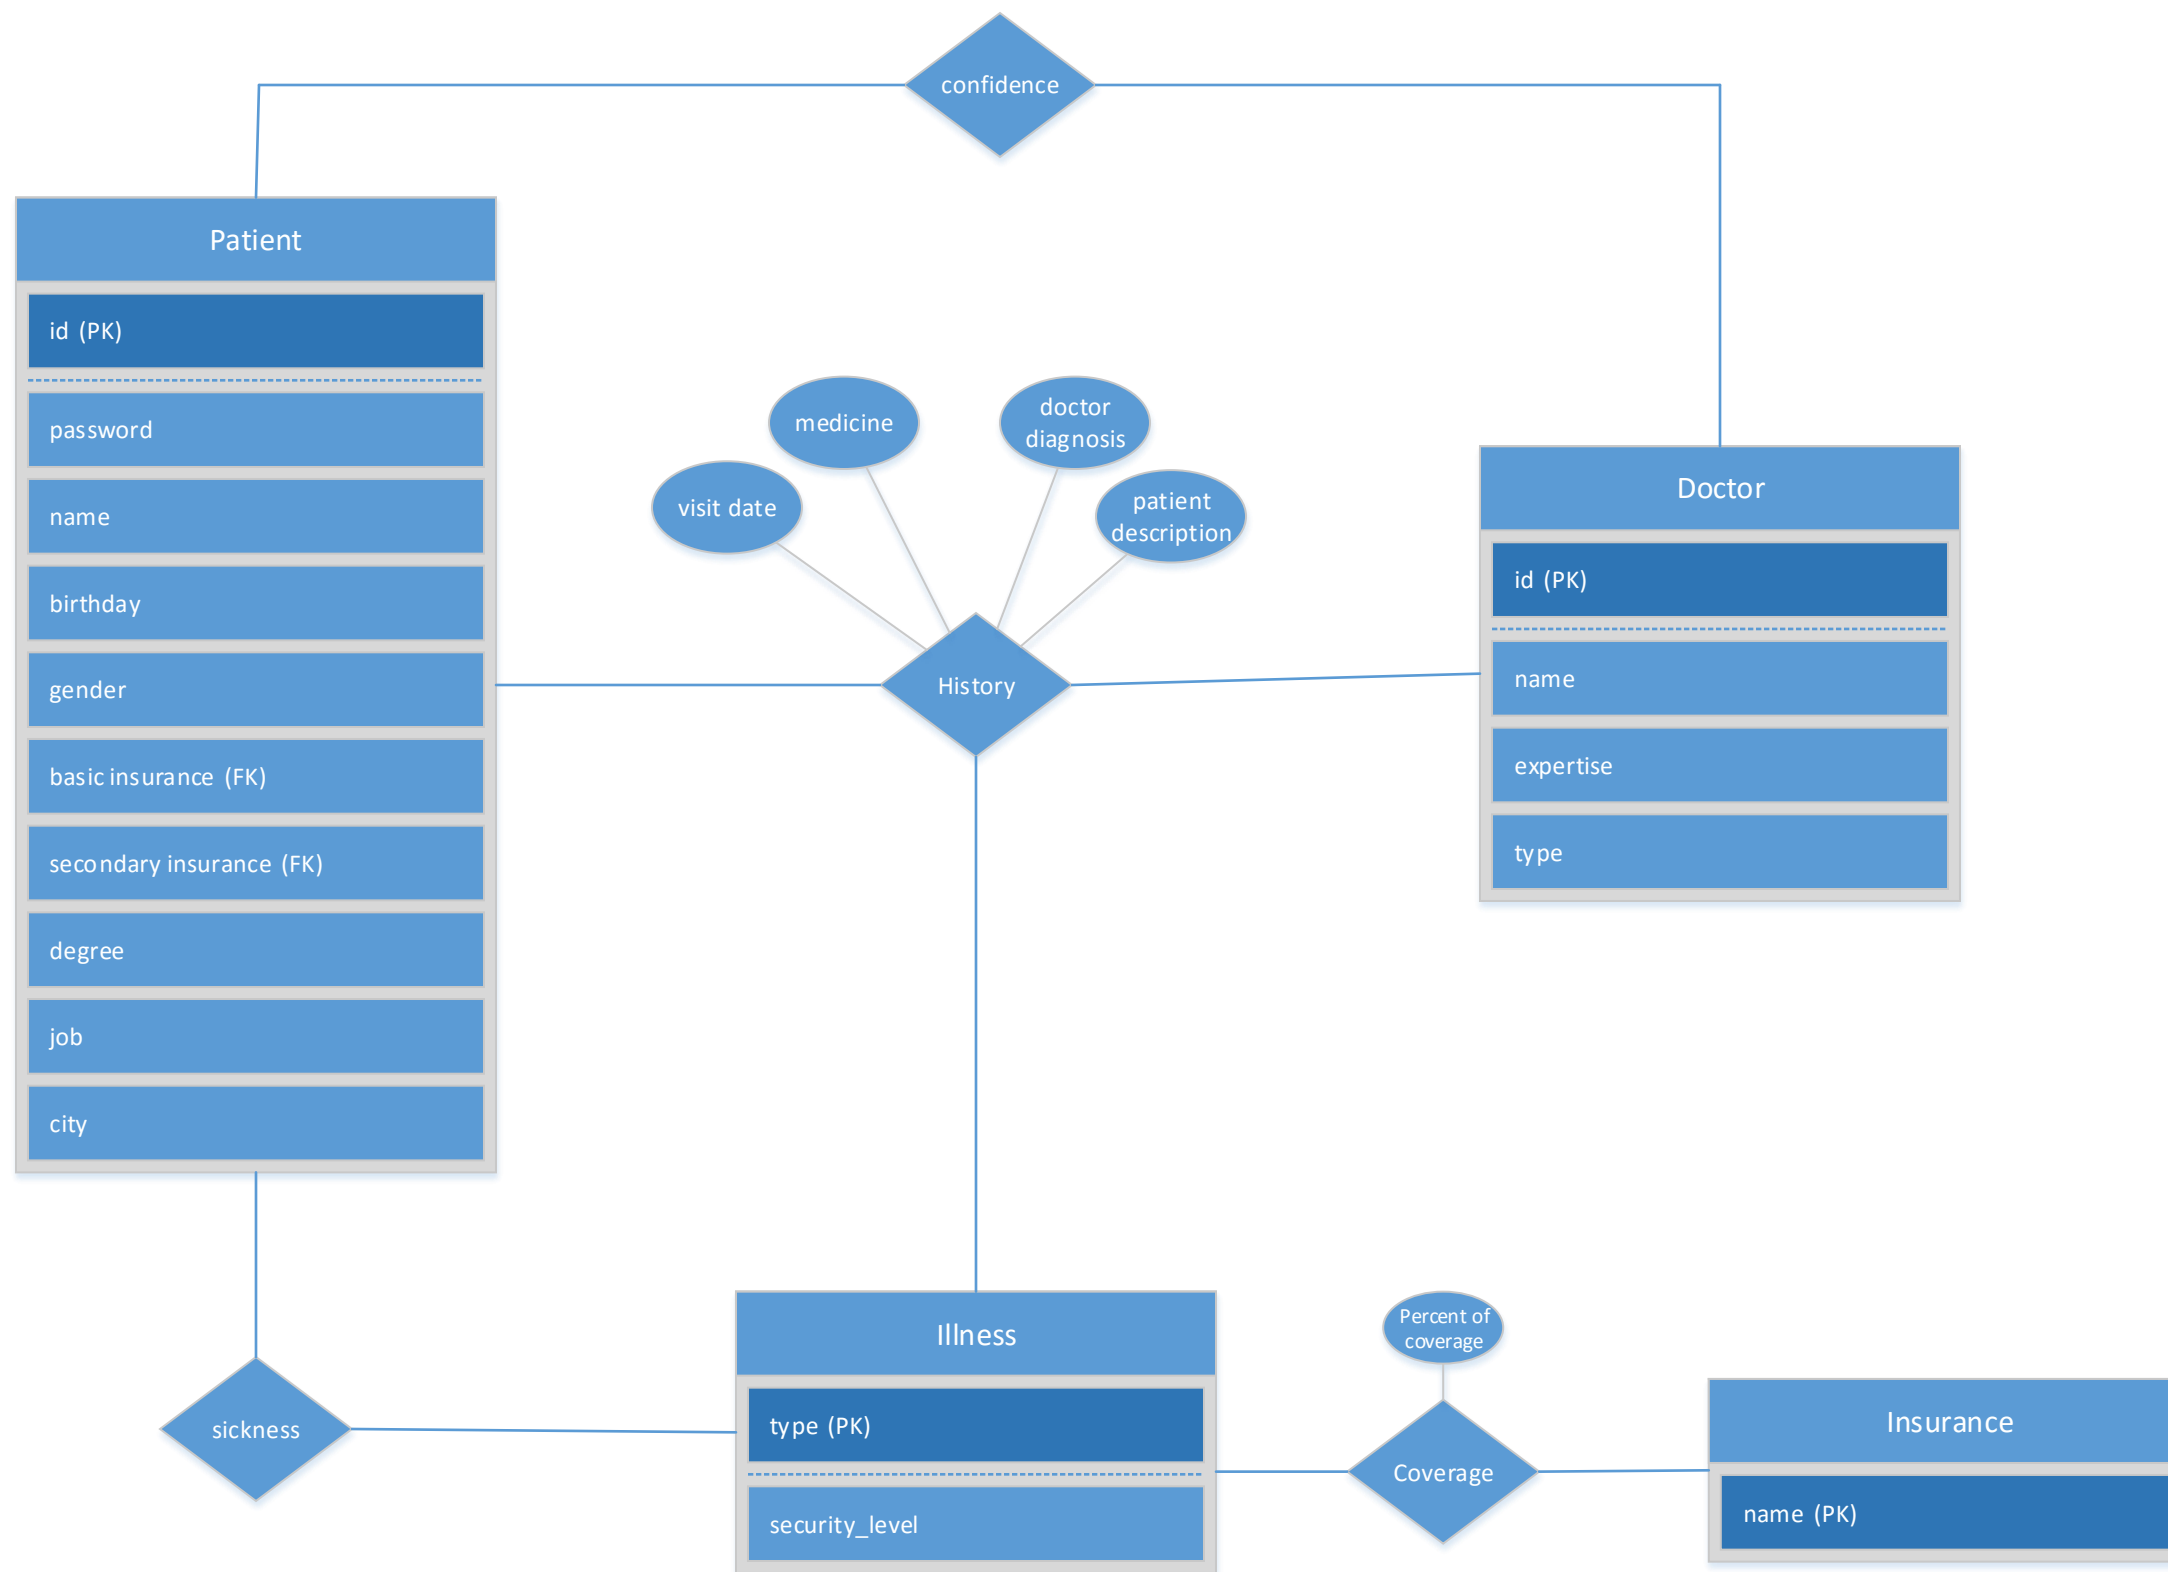 confidence
Patient
id (PK)
password
name
birthday
gender
basic insurance (FK)
secondary insurance (FK)
degree
job
city
visit date
medicine
doctor
diagnosis
patient
description
History
Doctor
id (PK)
name
expertise
type
sickness
Illness
type (PK)
security_level
Percent of
coverage
Coverage
Insurance
name (PK)